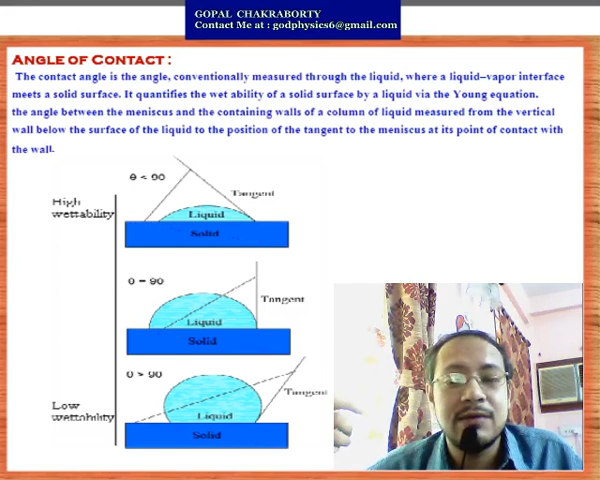 GOPAL CHAKRABORTY
Contact Me at : godphysics6@gmail.com
ANGLE OF CONTACT :
The contact angle is the angle, conventionally measured through the liquid, where a liquid–vapor interface
meets a solid surface. It quantifies the wet ability of a solid surface by a liquid via the Young equation.
the angle between the meniscus and the containing walls of a column of liquid measured from the vertical
wall below the surface of the liquid to the position of the tangent to the meniscus at its point of contact with
the wall.
θ < 90
Tangent
High
wettability
Liquid
Solid
θ = 90
Tangent
Liquid
Solid
θ > 90
Tangent
Low
wettability
Liquid
Solid